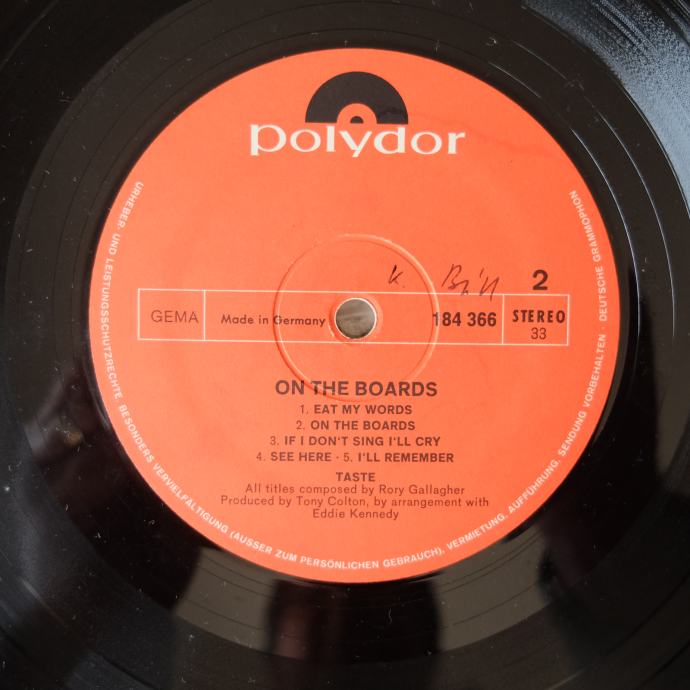 polydor
K. Brill
2
GEMA
Made in Germany
184 366
STEREO
33
ON THE BOARDS
1. EAT MY WORDS
2. ON THE BOARDS
3. IF I DON'T SING I'LL CRY
4. SEE HERE · 5. I'LL REMEMBER
TASTE
All titles composed by Rory Gallagher
Produced by Tony Colton, by arrangement with
Eddie Kennedy
URHEBER- UND LEISTUNGSSCHUTZRECHTE BESONDERS VERVIELFÄLTIGUNG (AUSSER ZUM PERSÖNLICHEN GEBRAUCH), VERMIETUNG, AUFFÜHRUNG, SENDUNG VORBEHALTEN · DEUTSCHE GRAMMOPHON